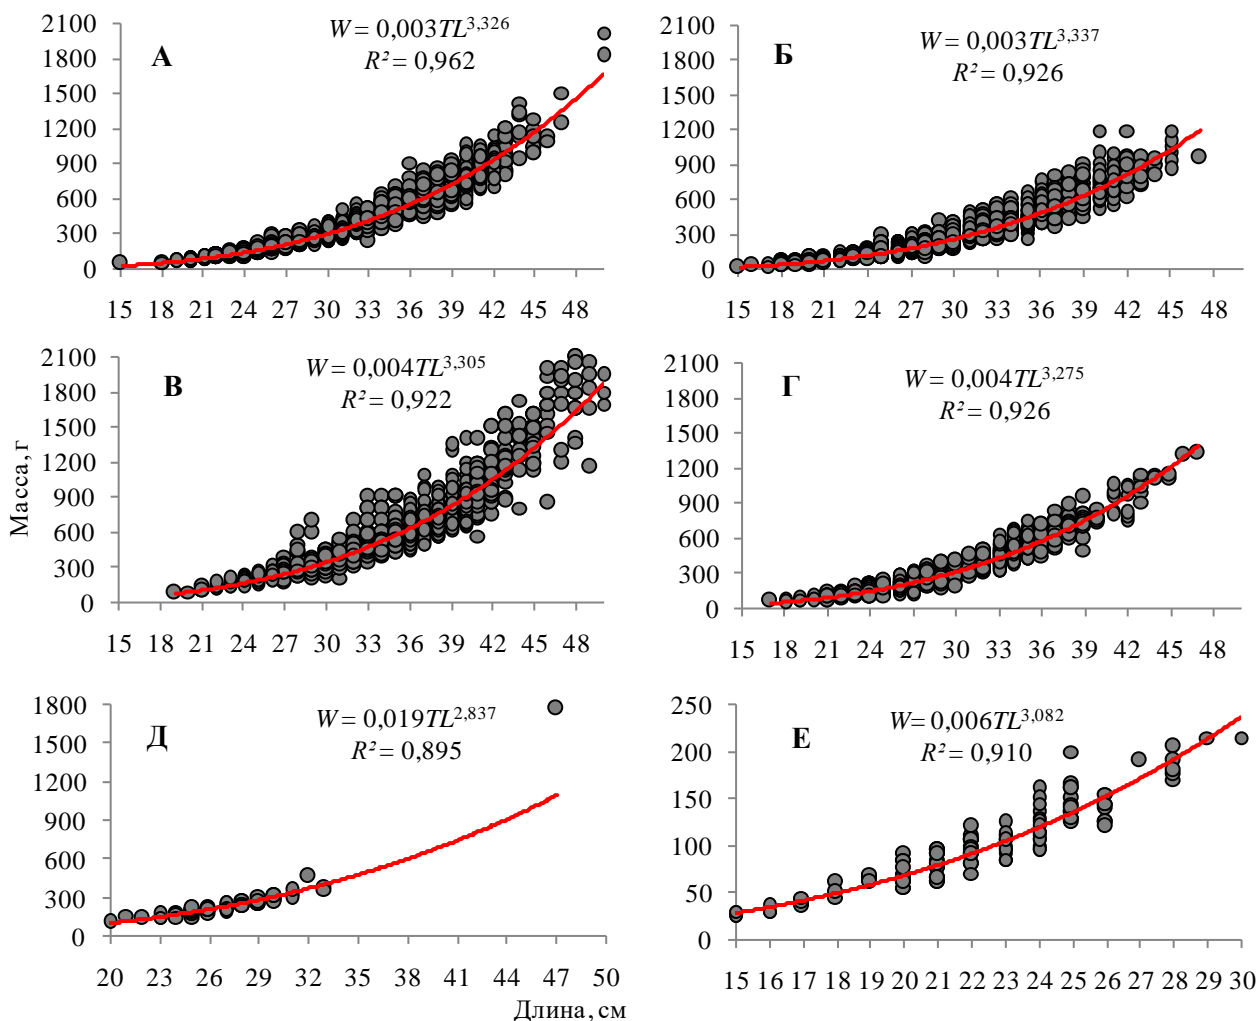 А
W = 0,003TL^3,326
R² = 0,962
2100
1800
1500
1200
900
600
300
0
15 18 21 24 27 30 33 36 39 42 45 48
Б
W = 0,003TL^3,337
R² = 0,926
2100
1800
1500
1200
900
600
300
0
15 18 21 24 27 30 33 36 39 42 45 48
В
W = 0,004TL^3,305
R² = 0,922
2100
1800
1500
1200
900
600
300
0
15 18 21 24 27 30 33 36 39 42 45 48
Масса, г
Г
W = 0,004TL^3,275
R² = 0,926
2100
1800
1500
1200
900
600
300
0
15 18 21 24 27 30 33 36 39 42 45 48
Д
W = 0,019TL^2,837
R² = 0,895
1800
1500
1200
900
600
300
0
20 23 26 29 32 35 38 41 44 47 50
Е
W = 0,006TL^3,082
R² = 0,910
250
200
150
100
50
0
15 16 17 18 19 20 21 22 23 24 25 26 27 28 29 30
Длина, см